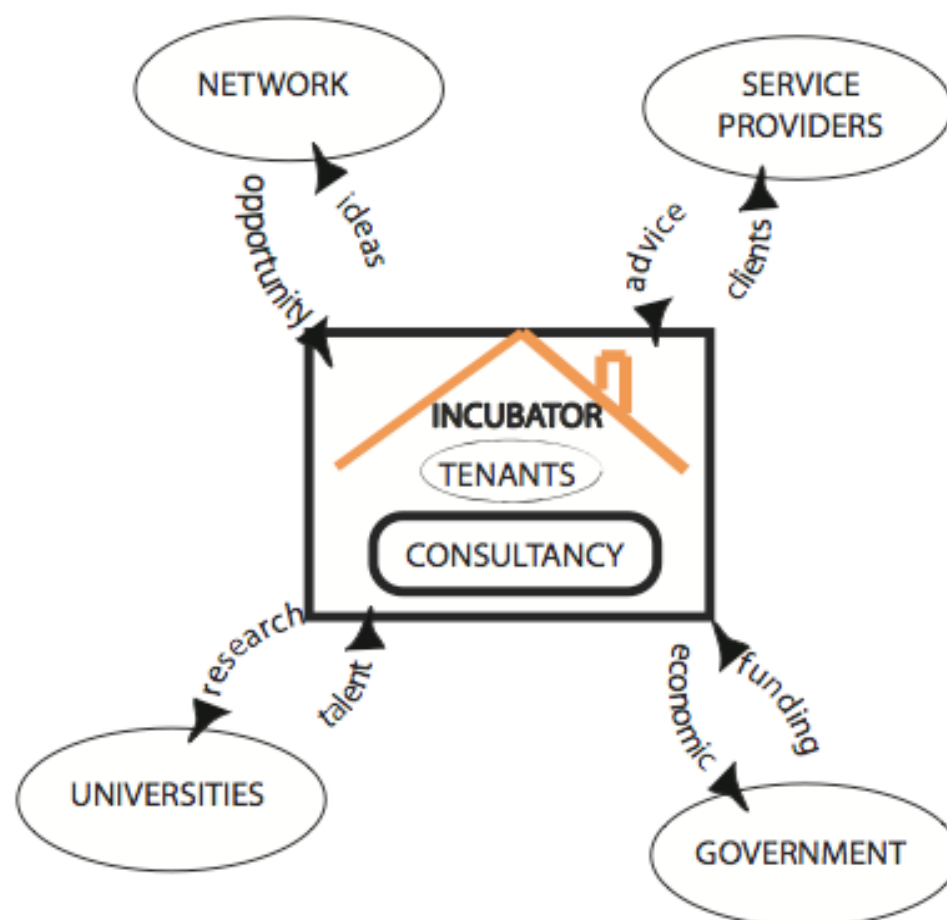 NETWORK
SERVICE
PROVIDERS
opportunity
ideas
advice
clients
INCUBATOR
TENANTS
CONSULTANCY
research
talent
economic
funding
UNIVERSITIES
GOVERNMENT